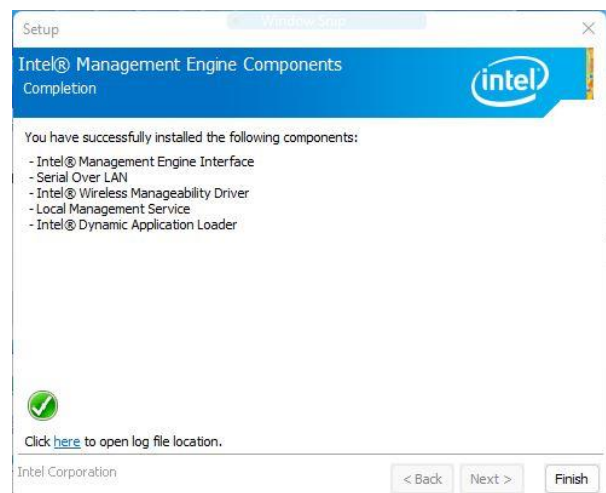 Window Snip
Setup
Intel® Management Engine Components
Completion
intel
You have successfully installed the following components:
- Intel® Management Engine Interface
- Serial Over LAN
- Intel® Wireless Manageability Driver
- Local Management Service
- Intel® Dynamic Application Loader
Click here to open log file location.
Intel Corporation
< Back Next > Finish